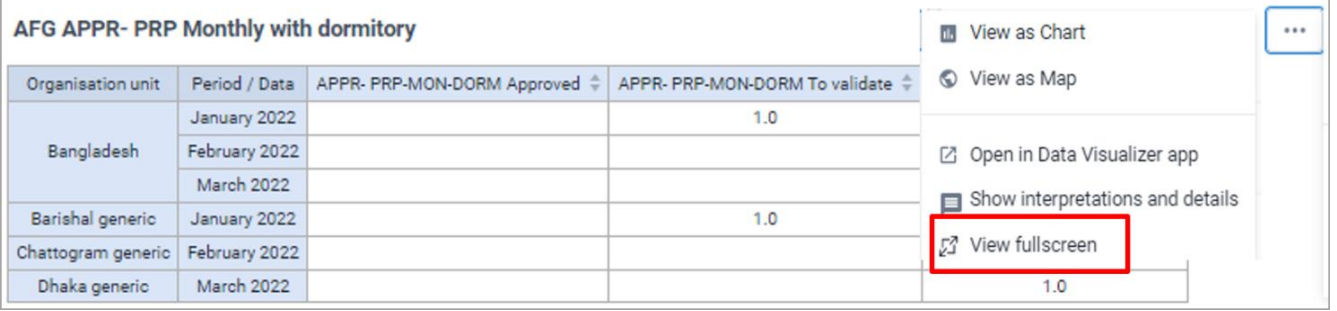 AFG APPR- PRP Monthly with dormitory
...
View as Chart
View as Map
Open in Data Visualizer app
Show interpretations and details
View fullscreen
Organisation unit Period / Data APPR- PRP-MON-DORM Approved APPR- PRP-MON-DORM To validate
Bangladesh January 2022 1.0
February 2022
March 2022
Barishal generic January 2022 1.0
Chattogram generic February 2022
Dhaka generic March 2022 1.0